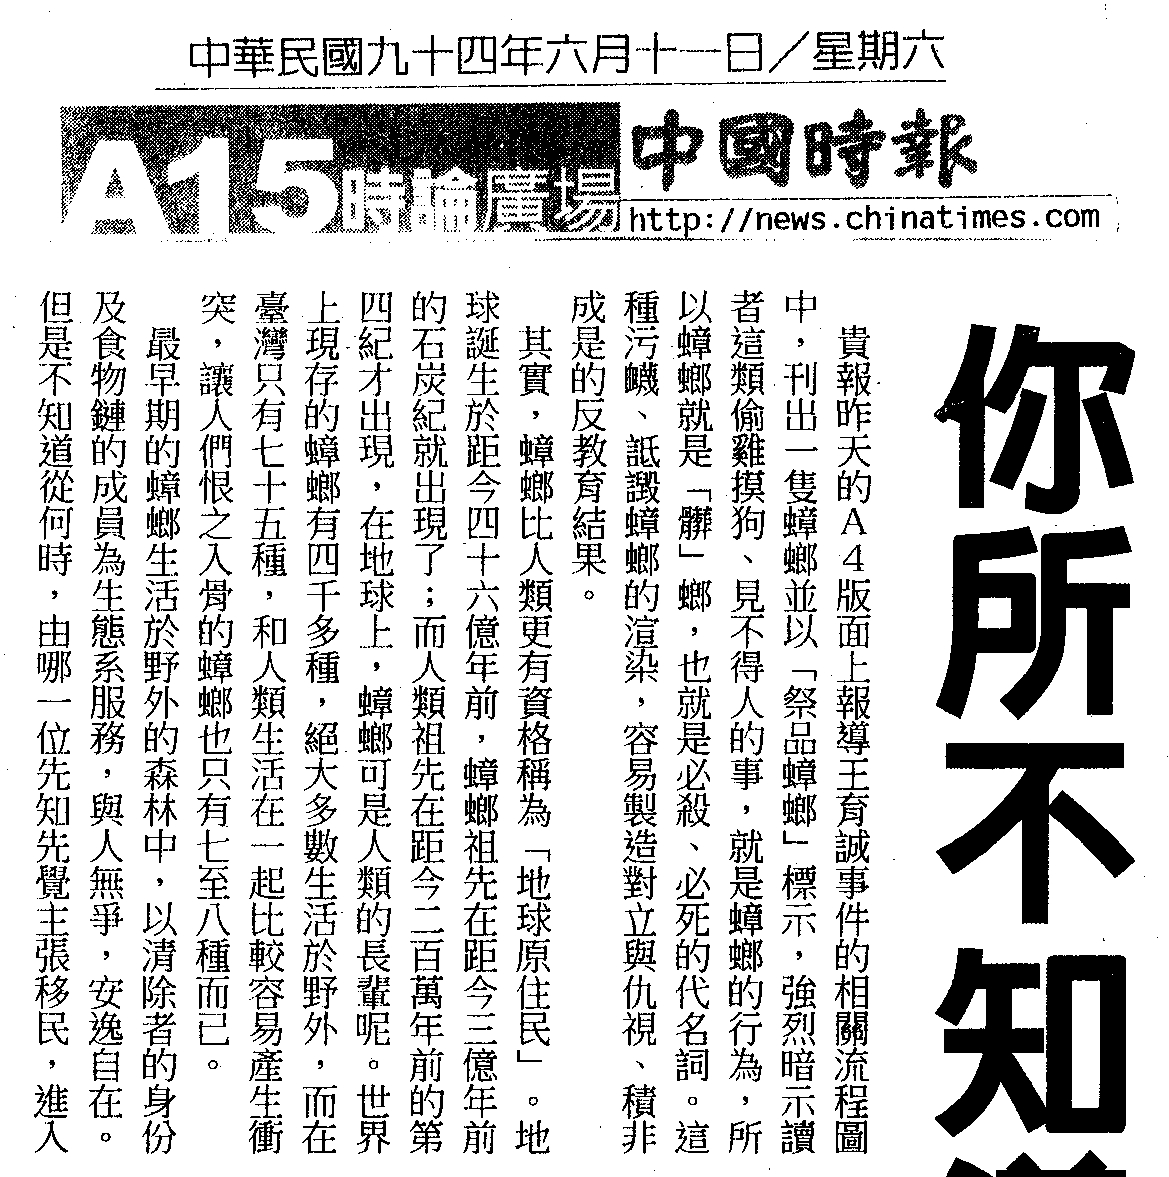 中華民國九十四年六月十一日／星期六
A15時論廣場
中國時報
http://news.chinatimes.com
你所不知
貴報昨天的A4版面上報導王育誠事件的相關流程圖
中，刊出一隻蟑螂並以「祭品蟑螂」標示，強烈暗示讀
者這類偷雞摸狗、見不得人的事，就是蟑螂的行為，所
以蟑螂就是「髒」螂，也就是必殺、必死的代名詞。這
種污衊、詆譭蟑螂的渲染，容易製造對立與仇視、積非
成是的反教育結果。
其實，蟑螂比人類更有資格稱為「地球原住民」。地
球誕生於距今四十六億年前，蟑螂祖先在距今三億年前
的石炭紀就出現了；而人類祖先在距今二百萬年前的第
四紀才出現，在地球上，蟑螂可是人類的長輩呢。世界
上現存的蟑螂有四千多種，絕大多數生活於野外，而在
臺灣只有七十五種，和人類生活在一起比較容易產生衝
突，讓人們恨之入骨的蟑螂也只有七至八種而已。
最早期的蟑螂生活於野外的森林中，以清除者的身份
及食物鏈的成員為生態系服務，與人無爭，安逸自在。
但是不知道從何時，由哪一位先知先覺主張移民，進入